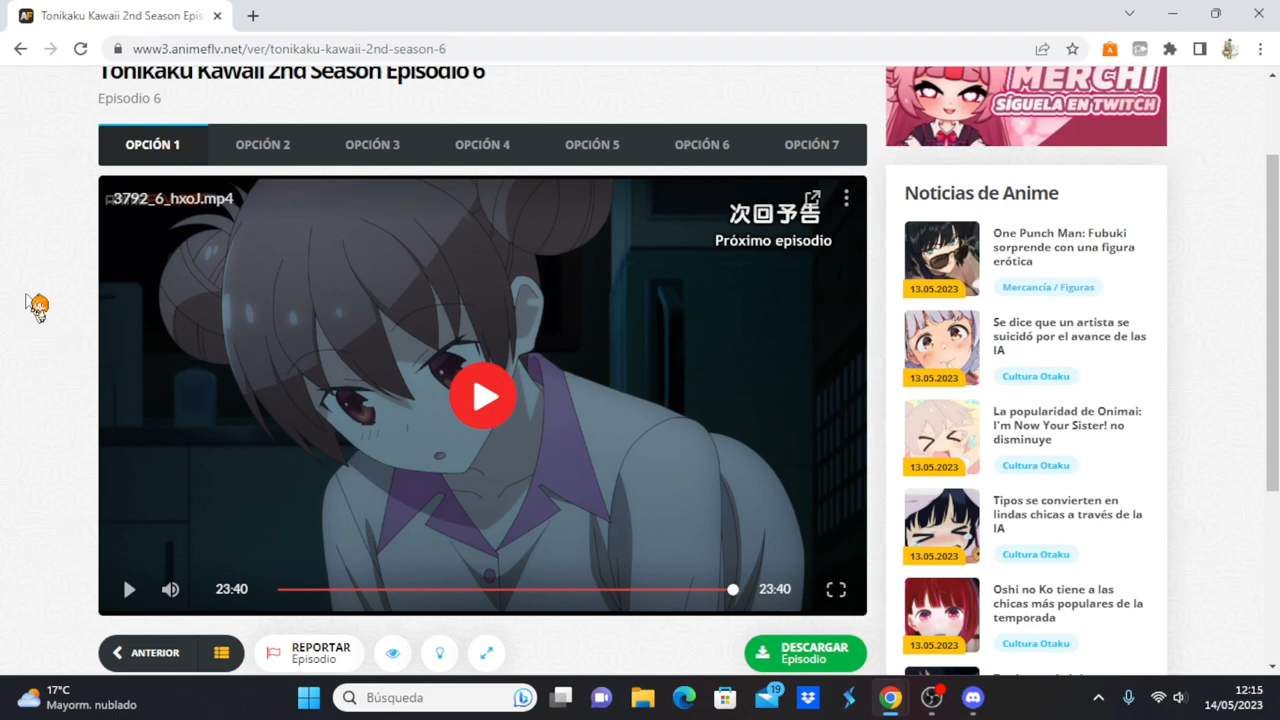 Tonikaku Kawaii 2nd Season Epis
www3.animeflv.net/ver/tonikaku-kawaii-2nd-season-6
Tonikaku Kawaii 2nd Season Episodio 6
Episodio 6
OPCIÓN 1
OPCIÓN 2
OPCIÓN 3
OPCIÓN 4
OPCIÓN 5
OPCIÓN 6
OPCIÓN 7
3792_6_hxoJ.mp4
次回予告
Próximo episodio
23:40
23:40
ANTERIOR
REPORTAR
Episodio
DESCARGAR
Episodio
MERCHI
SÍGUELA EN TWITCH
Noticias de Anime
One Punch Man: Fubuki
sorprende con una figura
erótica
13.05.2023
Mercancía / Figuras
Se dice que un artista se
suicidó por el avance de las
IA
13.05.2023
Cultura Otaku
La popularidad de Onimai:
I'm Now Your Sister! no
disminuye
13.05.2023
Cultura Otaku
Tipos se convierten en
lindas chicas a través de la
IA
13.05.2023
Cultura Otaku
Oshi no Ko tiene a las
chicas más populares de la
temporada
13.05.2023
Cultura Otaku
17°C
Mayorm. nublado
Búsqueda
19
12:15
14/05/2023